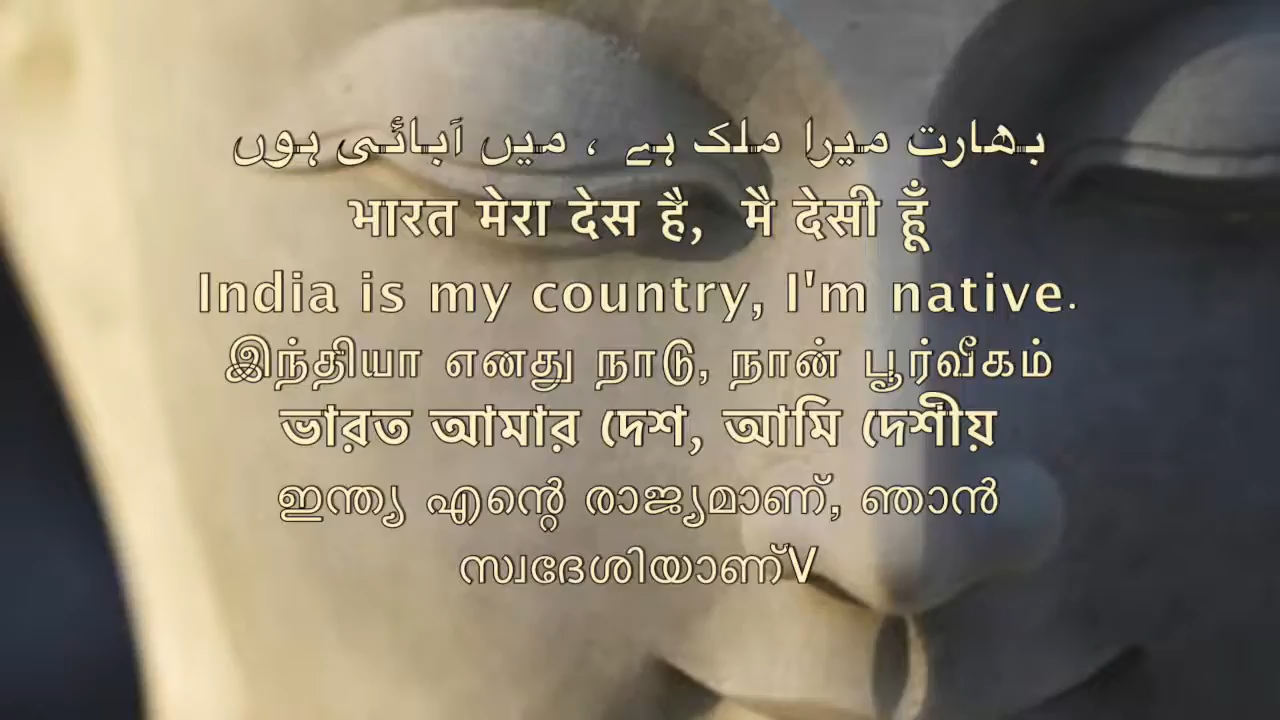 بھارت میرا ملک ہے ، میں آبائی ہوں
भारत मेरा देस है, मै देसी हूँ
India is my country, I'm native.
இந்தியா எனது நாடு, நான் பூர்வீகம்
ভারত আমার দেশ, আমি দেশীয়
ഇന്ത്യ എന്റെ രാജ്യമാണ്, ഞാൻ
സ്വദേശിയാണ്V